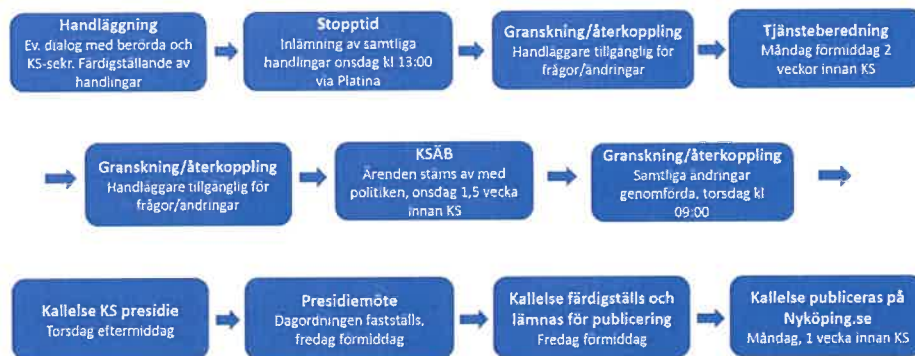 Handläggning
Ev. dialog med berörda och
KS-sekr. Färdigställande av
handlingar
Stopptid
Inlämning av samtliga
handlingar onsdag kl 13:00
via Platina
Granskning/återkoppling
Handläggare tillgänglig för
frågor/ändringar
Tjänsteberedning
Måndag förmiddag 2
veckor innan KS
Granskning/återkoppling
Handläggare tillgänglig för
frågor/ändringar
KSÄB
Ärenden stäms av med
politiken, onsdag 1,5 vecka
innan KS
Granskning/återkoppling
Samtliga ändringar
genomförda, torsdag kl
09:00
Kallelse KS presidie
Torsdag eftermiddag
Presidiemöte
Dagordningen fastställs,
fredag förmiddag
Kallelse färdigställs och
lämnas för publicering
Fredag förmiddag
Kallelse publiceras på
Nyköping.se
Måndag, 1 vecka innan KS